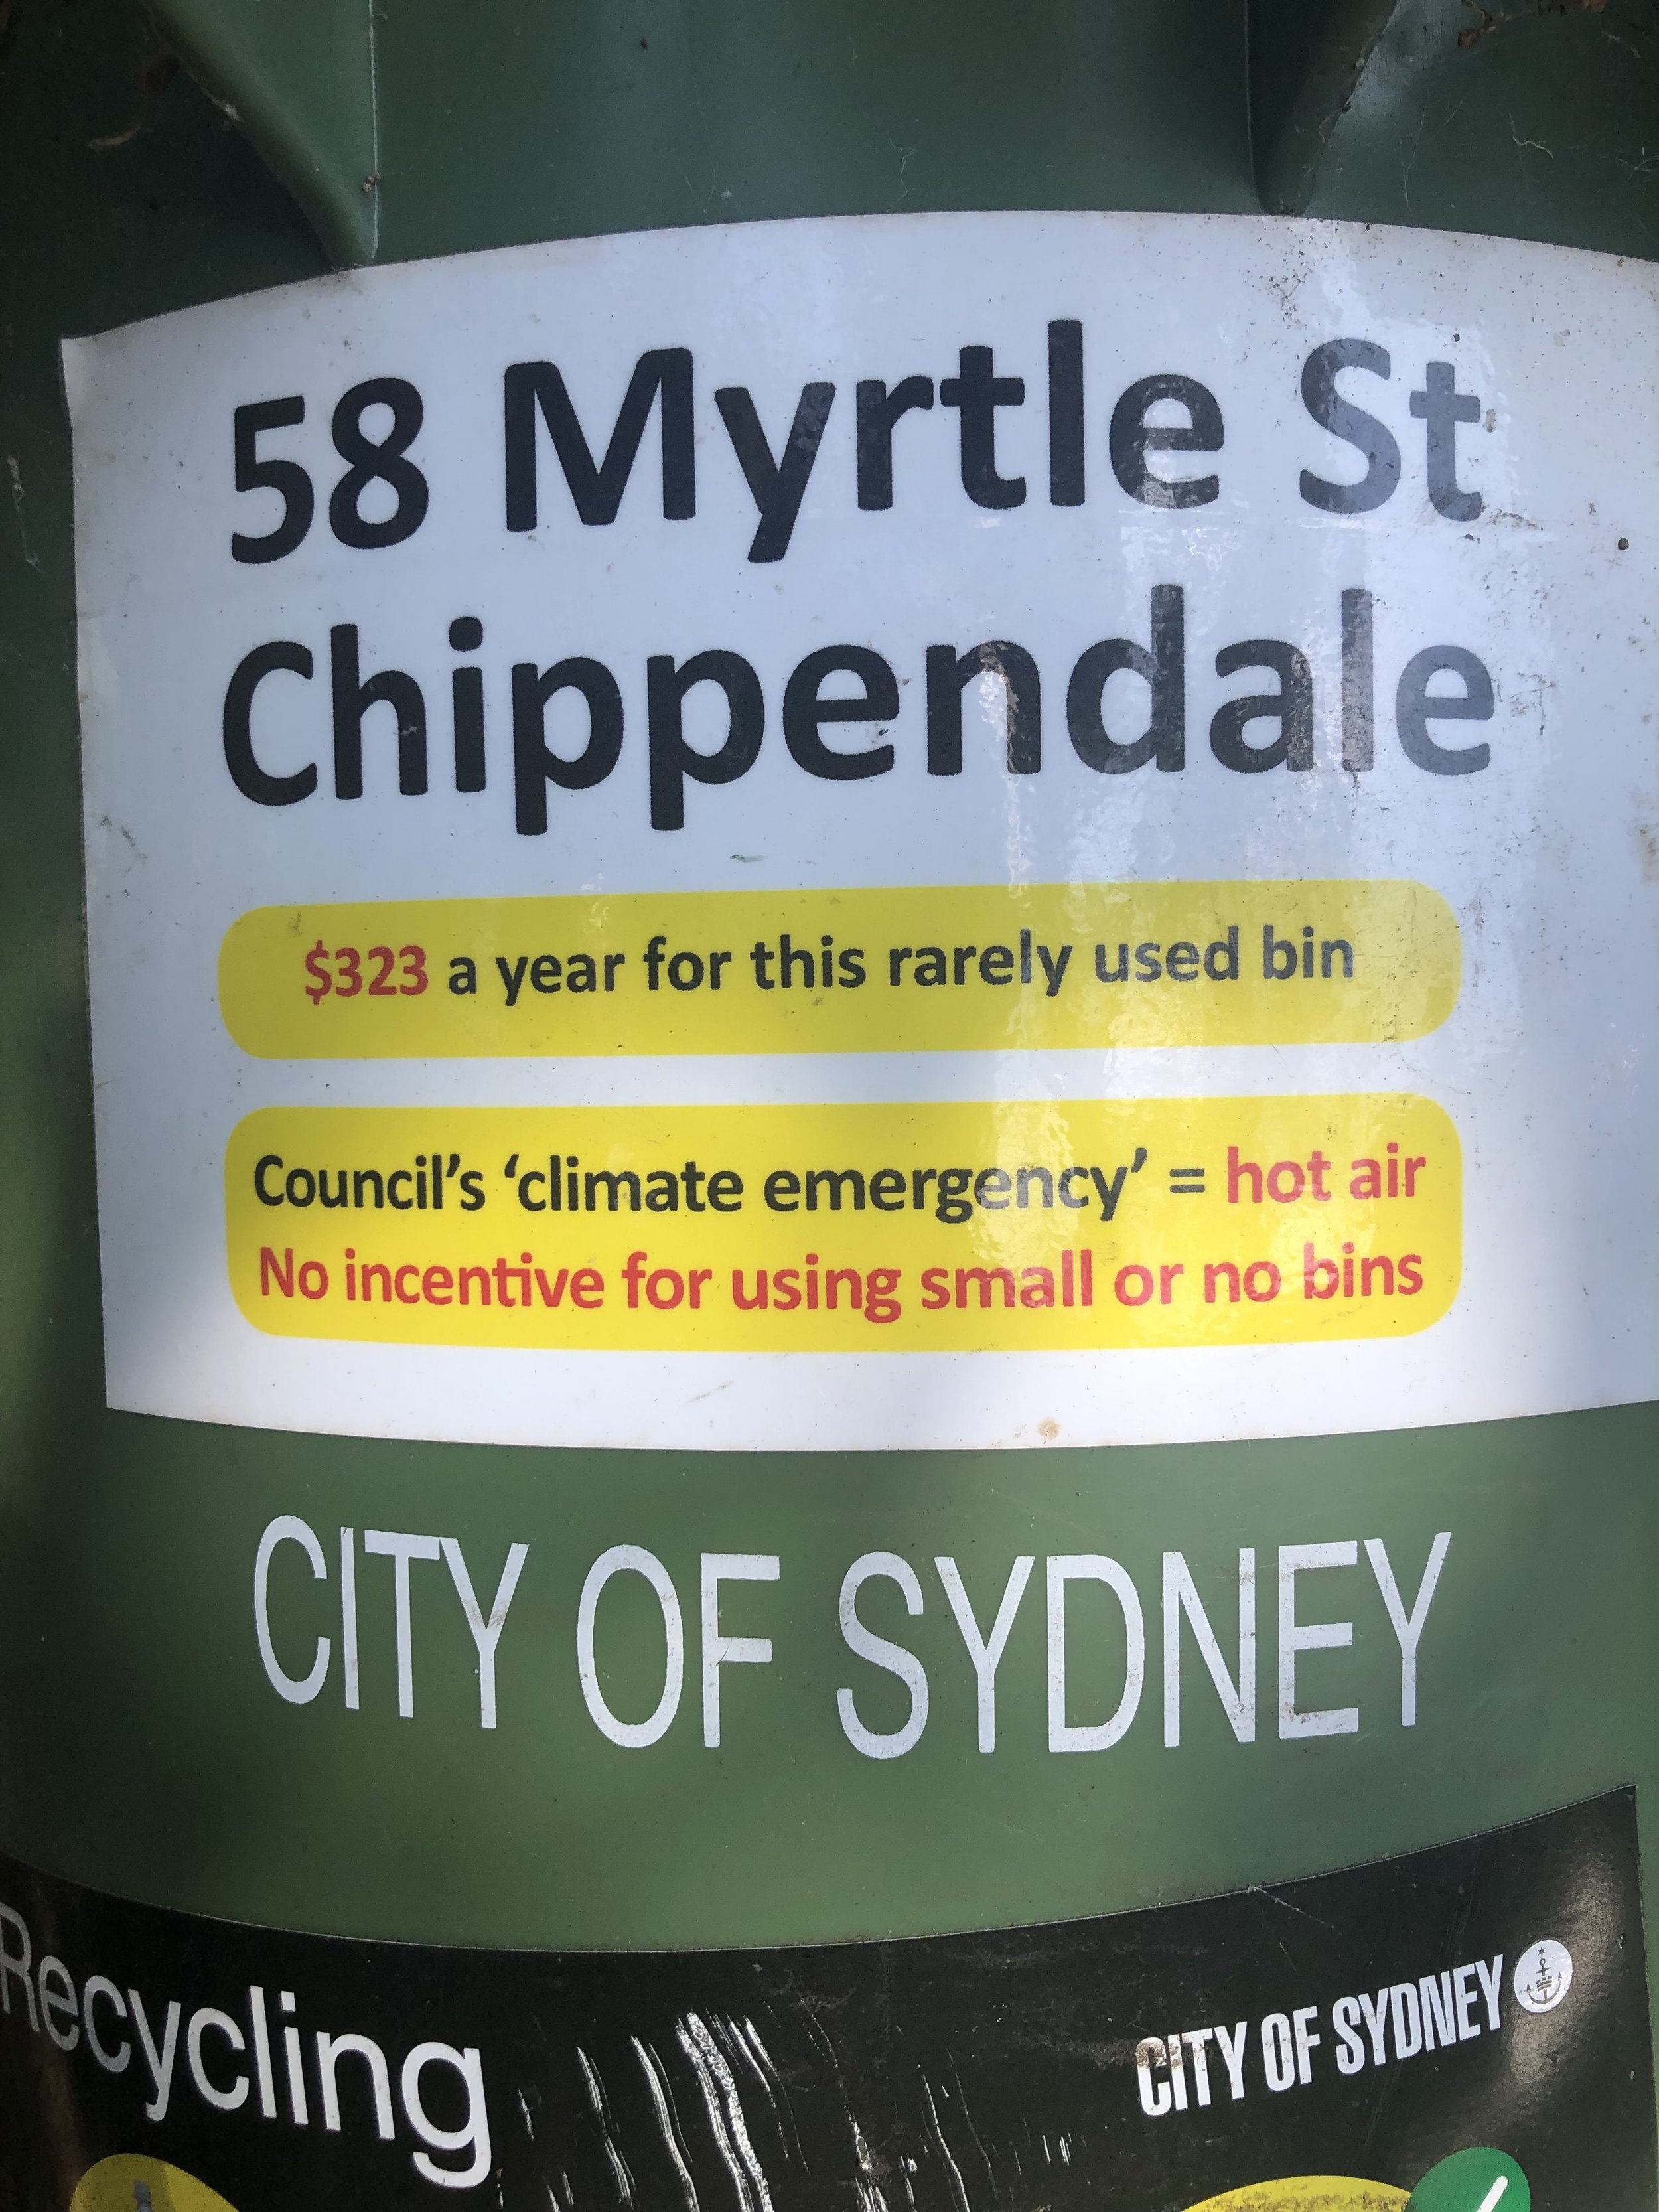 58 Myrtle St
Chippendale
$323 a year for this rarely used bin
Council's 'climate emergency' = hot air
No incentive for using small or no bins
CITY OF SYDNEY
Recycling
CITY OF SYDNEY